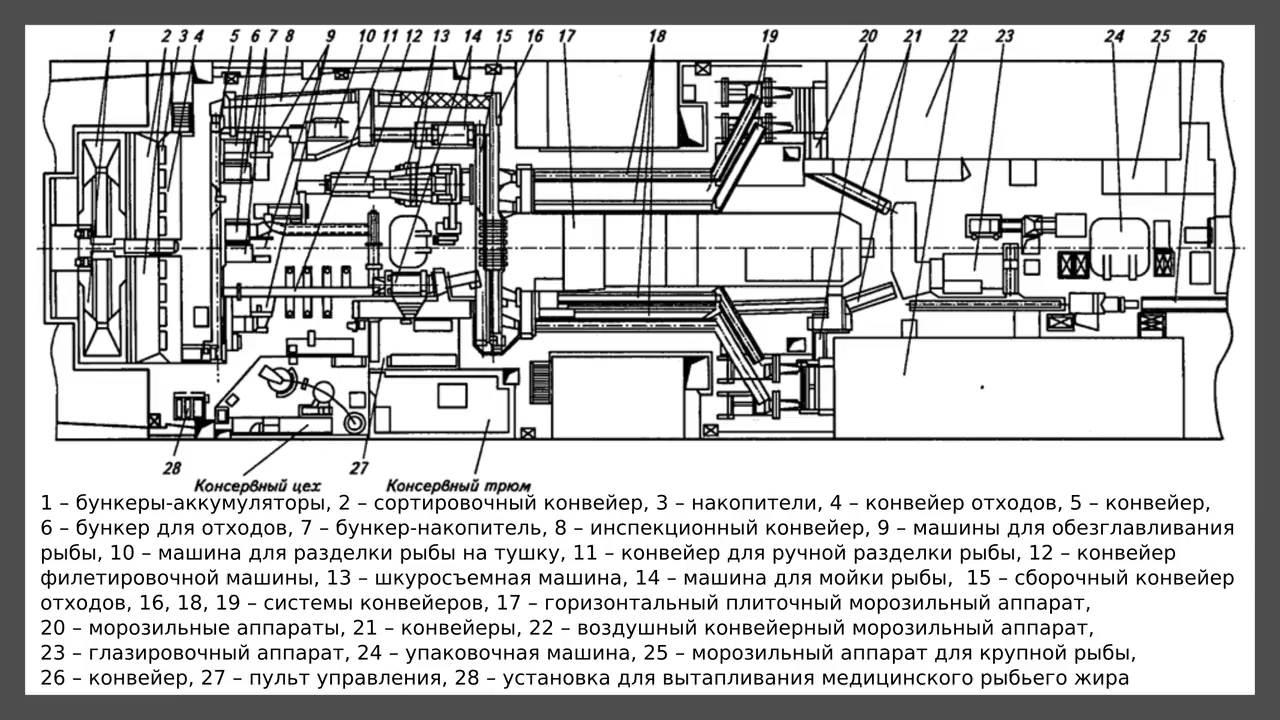 1 2 3 4 5 6 7 8 9 10 11 12 13 14 15 16 17 18 19 20 21 22 23 24 25 26
28 27
Консервный цех Консервный трюм
1 – бункеры-аккумуляторы, 2 – сортировочный конвейер, 3 – накопители, 4 – конвейер отходов, 5 – конвейер,
6 – бункер для отходов, 7 – бункер-накопитель, 8 – инспекционный конвейер, 9 – машины для обезглавливания
рыбы, 10 – машина для разделки рыбы на тушку, 11 – конвейер для ручной разделки рыбы, 12 – конвейер
филетировочной машины, 13 – шкуросъемная машина, 14 – машина для мойки рыбы,  15 – сборочный конвейер
отходов, 16, 18, 19 – системы конвейеров, 17 – горизонтальный плиточный морозильный аппарат,
20 – морозильные аппараты, 21 – конвейеры, 22 – воздушный конвейерный морозильный аппарат,
23 – глазировочный аппарат, 24 – упаковочная машина, 25 – морозильный аппарат для крупной рыбы,
26 – конвейер, 27 – пульт управления, 28 – установка для вытапливания медицинского рыбьего жира